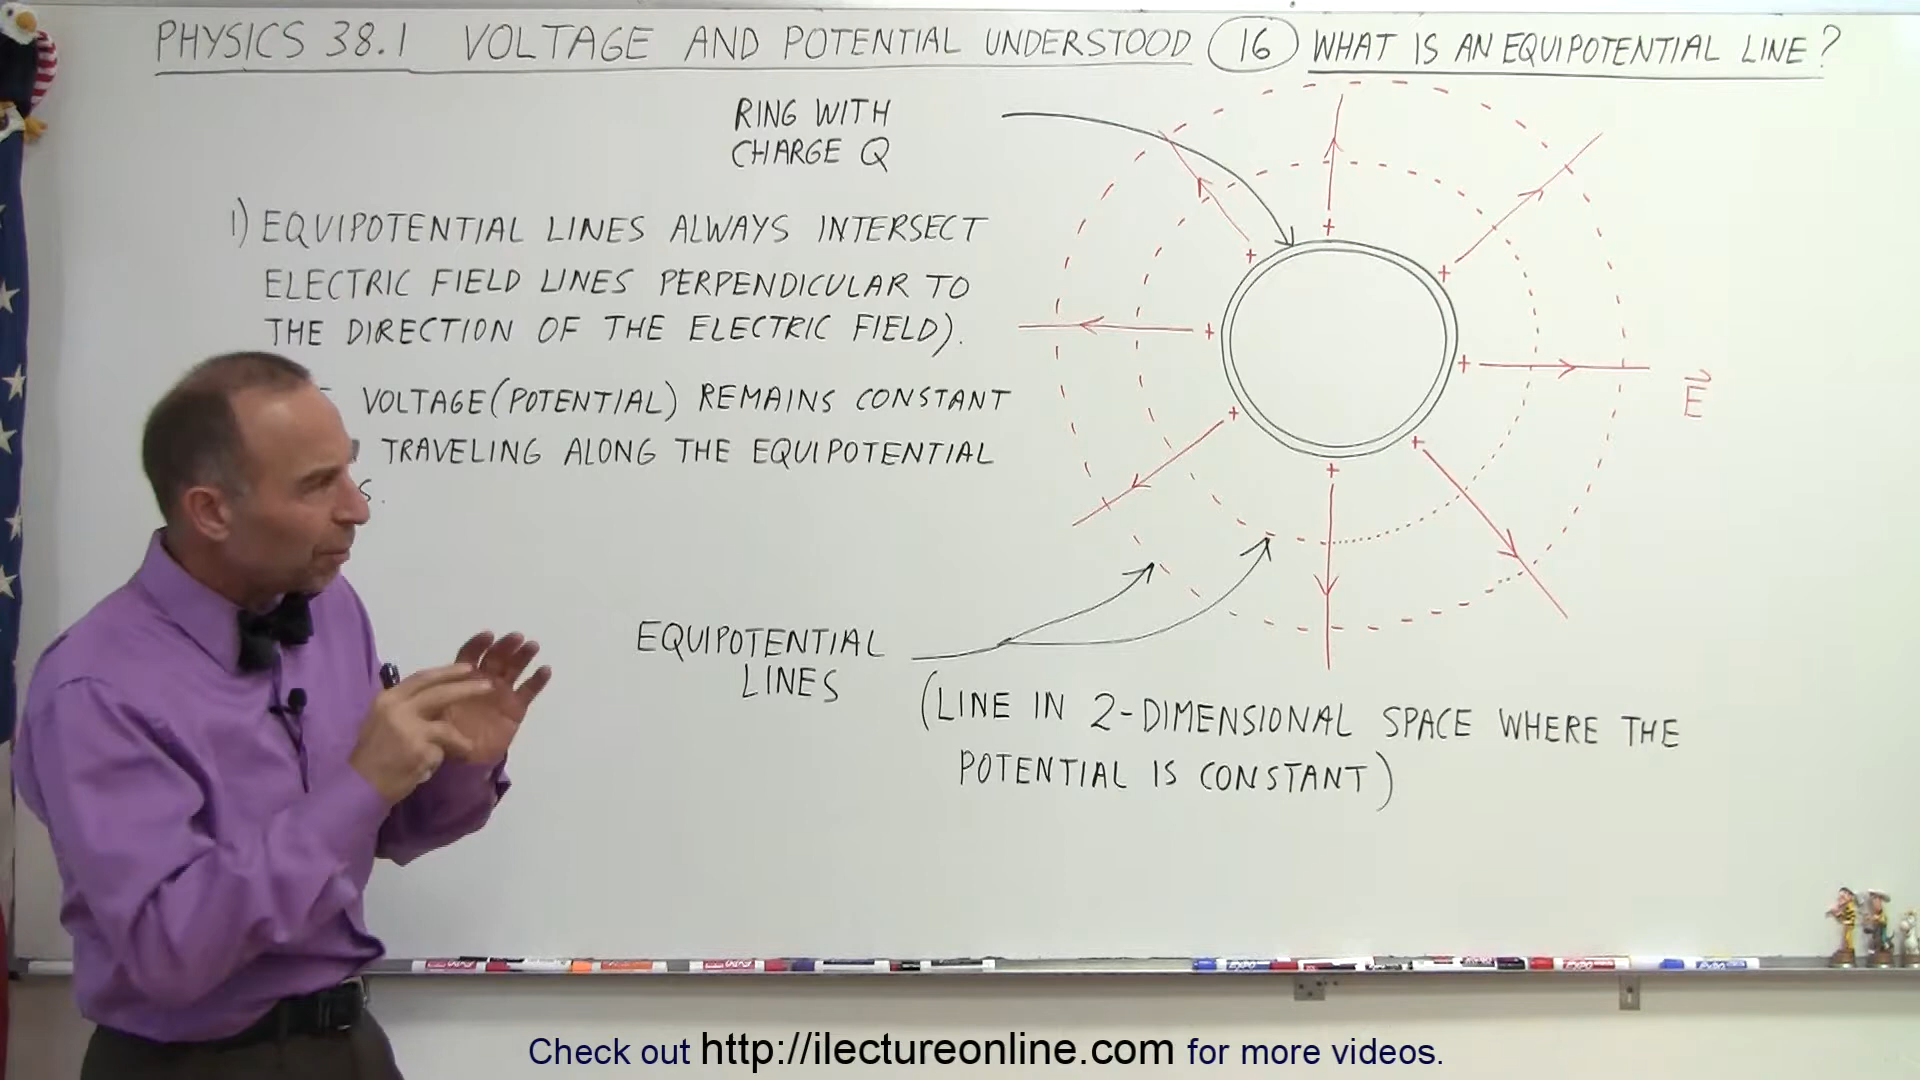 PHYSICS 38.1 VOLTAGE AND POTENTIAL UNDERSTOOD 16 WHAT IS AN EQUIPOTENTIAL LINE?
RING WITH
CHARGE Q
1) EQUIPOTENTIAL LINES ALWAYS INTERSECT
ELECTRIC FIELD LINES PERPENDICULAR TO
THE DIRECTION OF THE ELECTRIC FIELD).
VOLTAGE (POTENTIAL) REMAINS CONSTANT
TRAVELING ALONG THE EQUIPOTENTIAL
S.
+ + + + + + + +
E
EQUIPOTENTIAL
LINES
(LINE IN 2-DIMENSIONAL SPACE WHERE THE
POTENTIAL IS CONSTANT)
Check out http://ilectureonline.com for more videos.